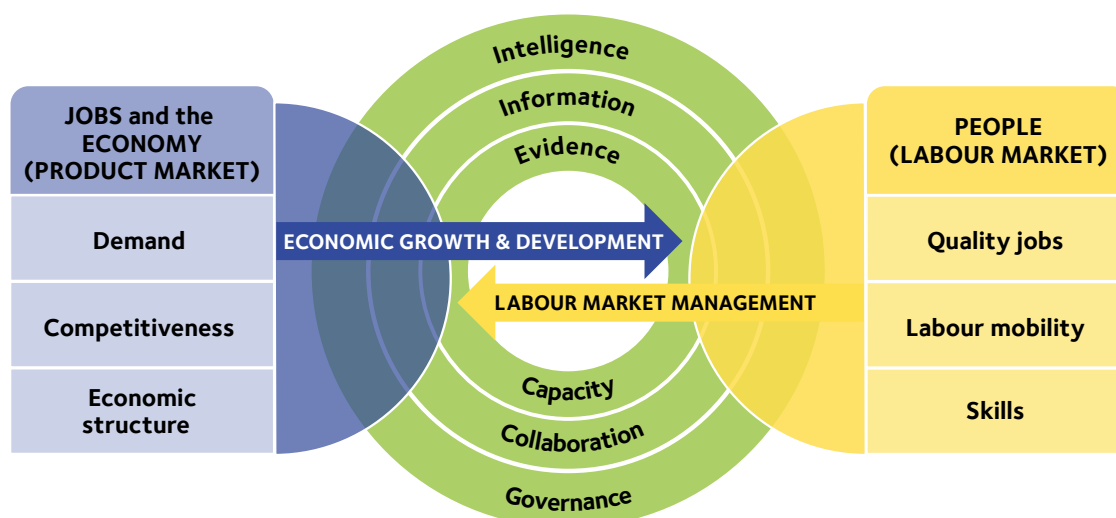 JOBS and the
ECONOMY
(PRODUCT MARKET)
Demand
Competitiveness
Economic
structure
Intelligence
Information
Evidence
ECONOMIC GROWTH & DEVELOPMENT
LABOUR MARKET MANAGEMENT
Capacity
Collaboration
Governance
PEOPLE
(LABOUR MARKET)
Quality jobs
Labour mobility
Skills